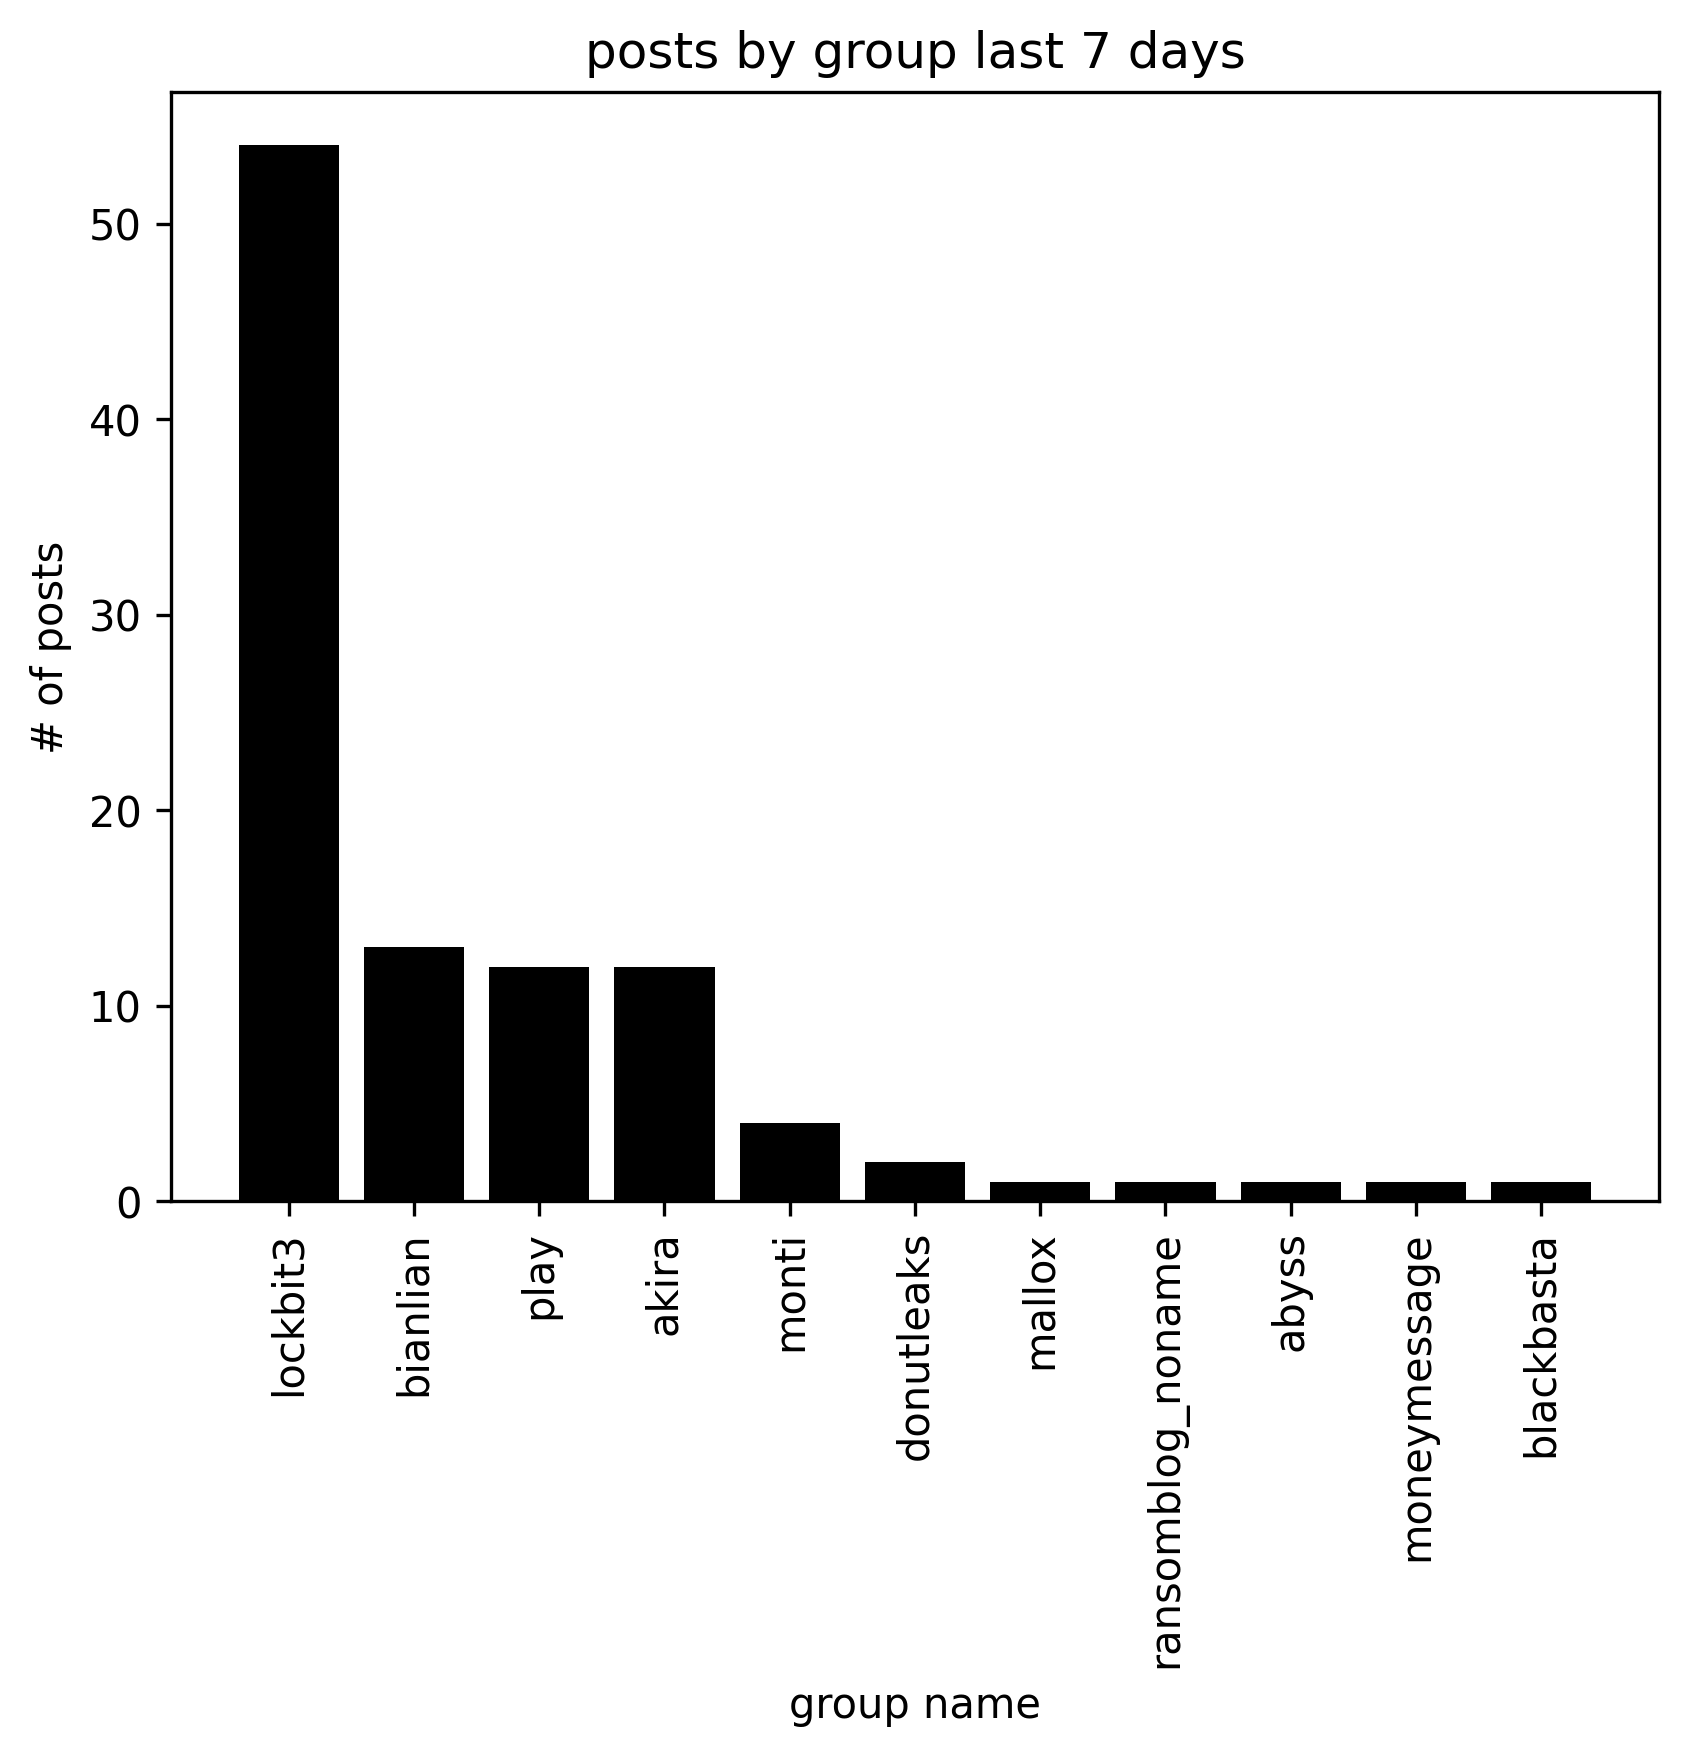 posts by group last 7 days
# of posts
50
40
30
20
10
0
lockbit3
bianlian
play
akira
monti
donutleaks
mallox
ransomblog_noname
abyss
moneymessage
blackbasta
group name